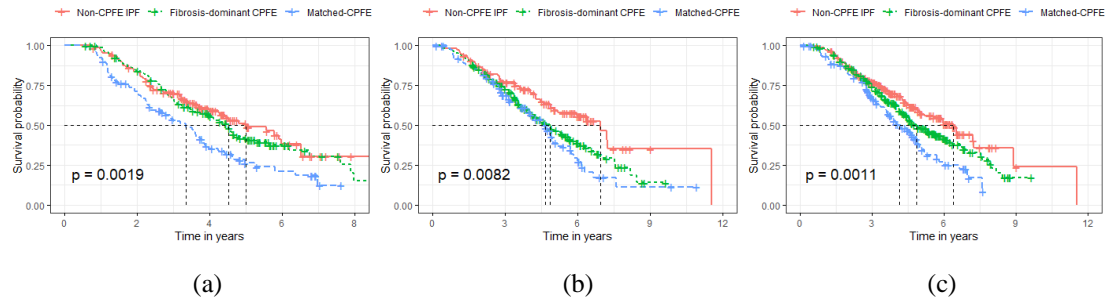 Non-CPFE IPF Fibrosis-dominant CPFE Matched-CPFE
Survival probability
1.00
0.75
0.50
0.25
0.00
p = 0.0019
0 2 4 6 8
Time in years
(a)
Non-CPFE IPF Fibrosis-dominant CPFE Matched-CPFE
Survival probability
1.00
0.75
0.50
0.25
0.00
p = 0.0082
0 3 6 9 12
Time in years
(b)
Non-CPFE IPF Fibrosis-dominant CPFE Matched-CPFE
Survival probability
1.00
0.75
0.50
0.25
0.00
p = 0.0011
0 3 6 9 12
Time in years
(c)